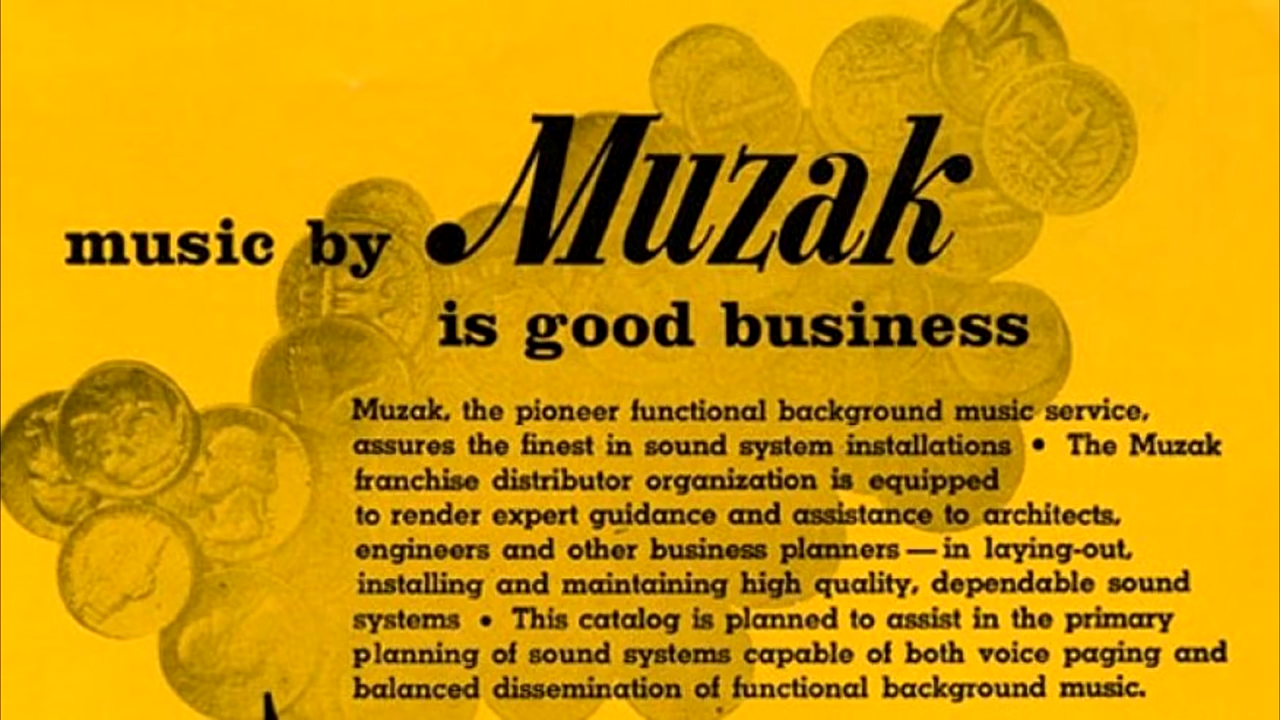 music by Muzak
is good business
Muzak, the pioneer functional background music service,
assures the finest in sound system installations • The Muzak
franchise distributor organization is equipped
to render expert guidance and assistance to architects,
engineers and other business planners — in laying-out,
installing and maintaining high quality, dependable sound
systems • This catalog is planned to assist in the primary
planning of sound systems capable of both voice paging and
balanced dissemination of functional background music.